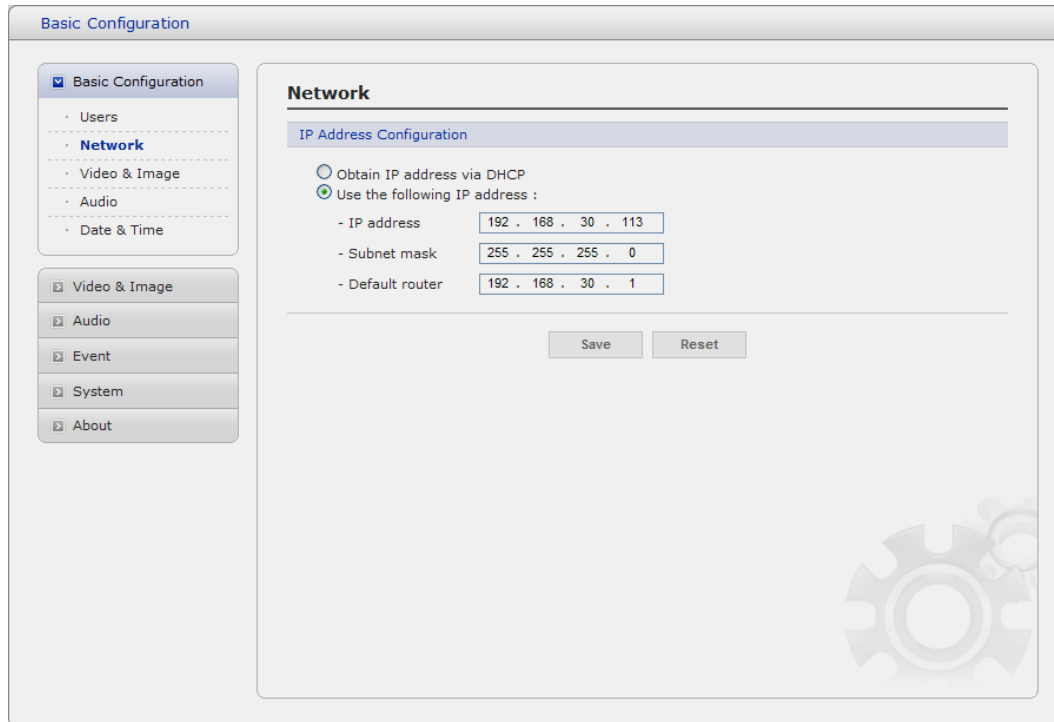 Basic Configuration
Basic Configuration
· Users
· Network
· Video & Image
· Audio
· Date & Time
Video & Image
Audio
Event
System
About
Network
IP Address Configuration
Obtain IP address via DHCP
Use the following IP address :
- IP address 192 . 168 . 30 . 113
- Subnet mask 255 . 255 . 255 . 0
- Default router 192 . 168 . 30 . 1
Save Reset